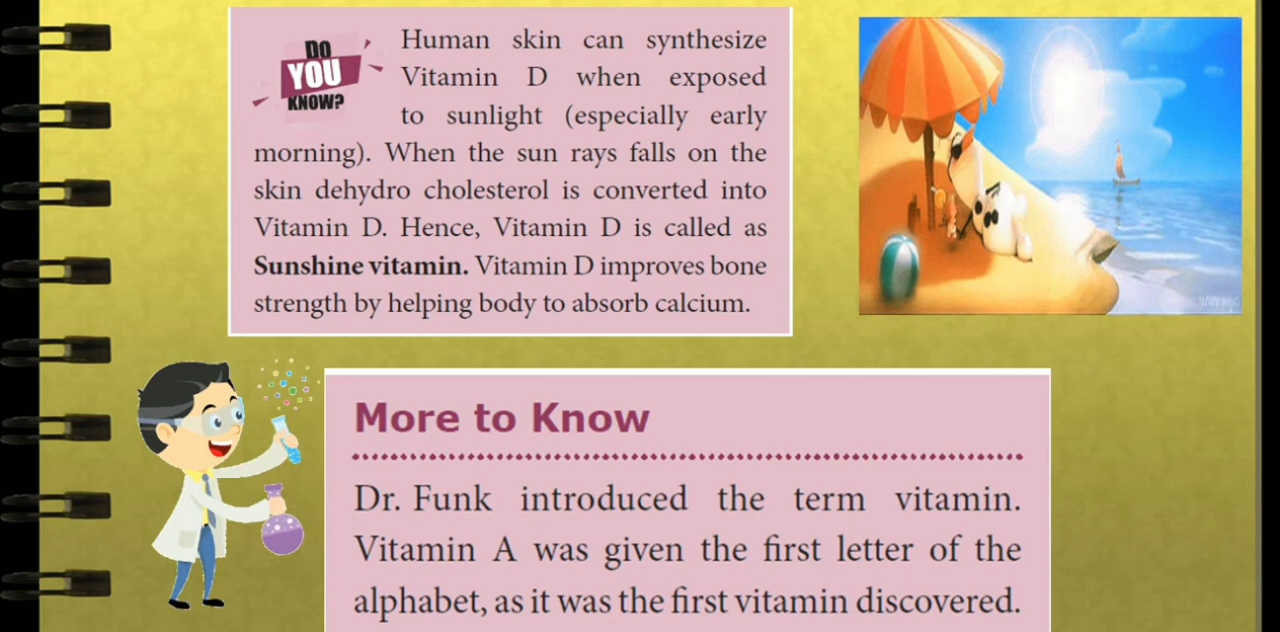 DO
YOU
KNOW?
Human skin can synthesize
Vitamin D when exposed
to sunlight (especially early
morning). When the sun rays falls on the
skin dehydro cholesterol is converted into
Vitamin D. Hence, Vitamin D is called as
Sunshine vitamin. Vitamin D improves bone
strength by helping body to absorb calcium.
More to Know
Dr. Funk introduced the term vitamin.
Vitamin A was given the first letter of the
alphabet, as it was the first vitamin discovered.